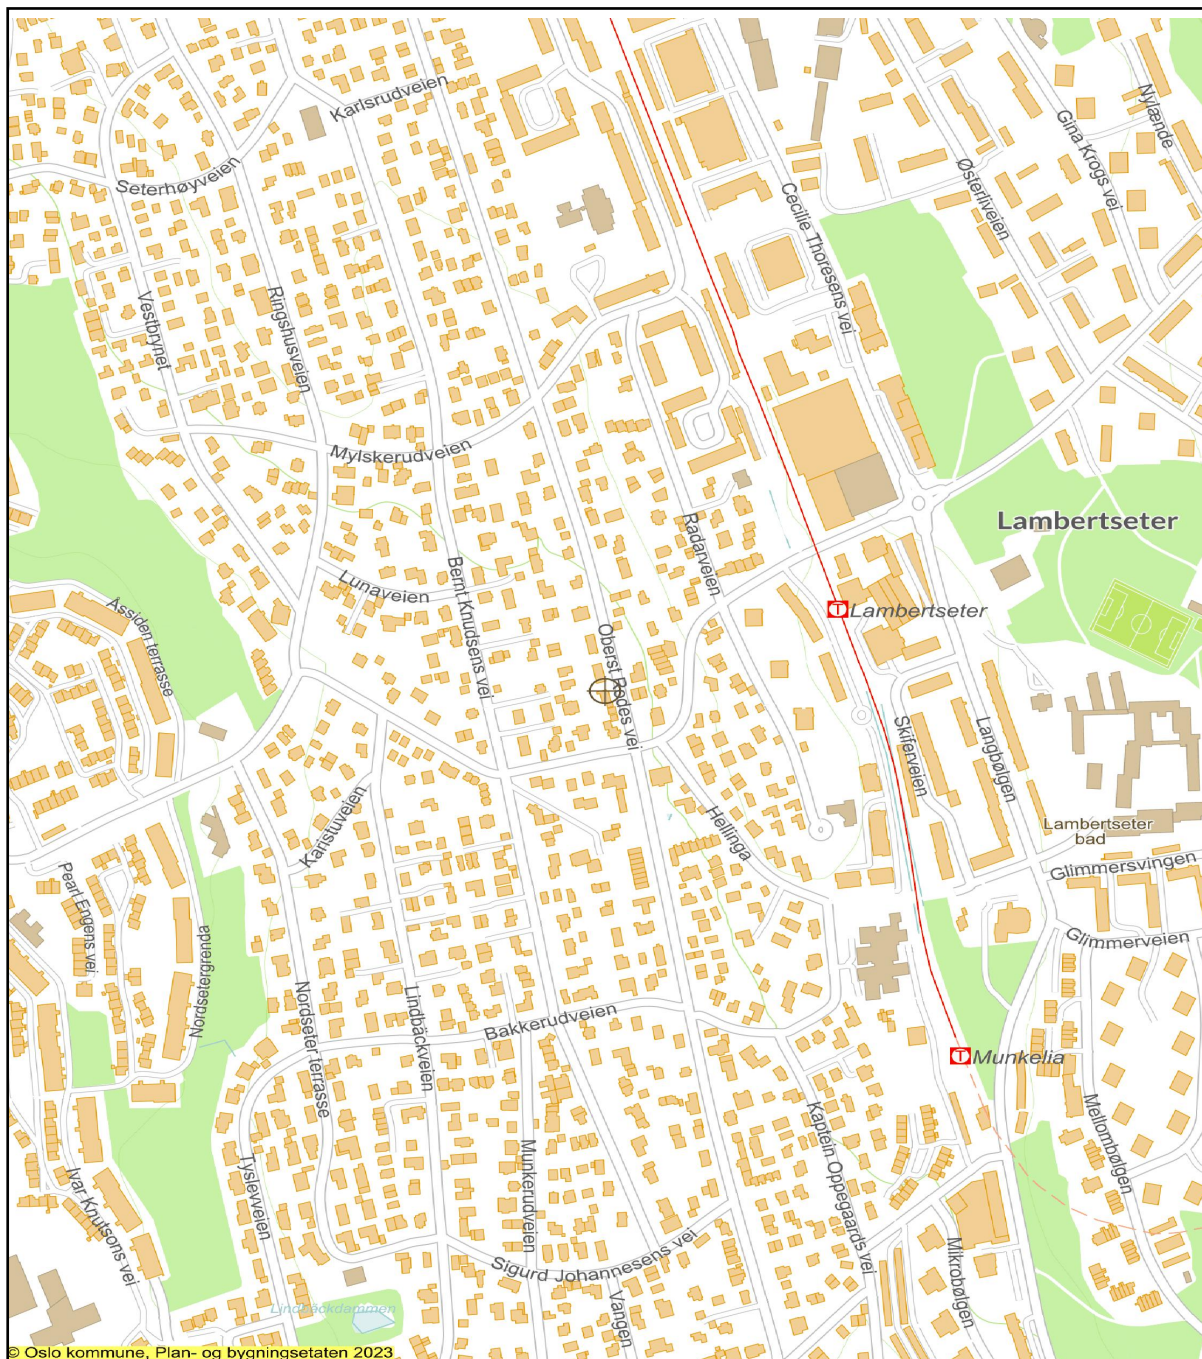 Karlsrudveien
Nylænde
Gina Krogs vei
Seterhøyveien
Østerliveien
Cecilie Thoresens vei
Vestbrynet
Ringshusveien
Mylskerudveien
Lambertseter
Radarveien
Lunaveien
Bernt Knudsens vei
Lambertseter
Åssiden terrasse
Oberst Rodes vei
Skiferveien
Langbølgen
Karistuveien
Hellinga
Lambertseter
bad
Glimmersvingen
Pearl Engens vei
Glimmerveien
Nordsetergrenda
Nordseter terrasse
Lindbäckveien
Bakkerudveien
Munkelia
Kaptein Oppegaards vei
Mellombølgen
Tyslevveien
Munkerudveien
Ivar Knutsons vei
Sigurd Johannesens vei
Mikrobølgen
Vangen
Lindbäckdammen
© Oslo kommune, Plan- og bygningsetaten 2023